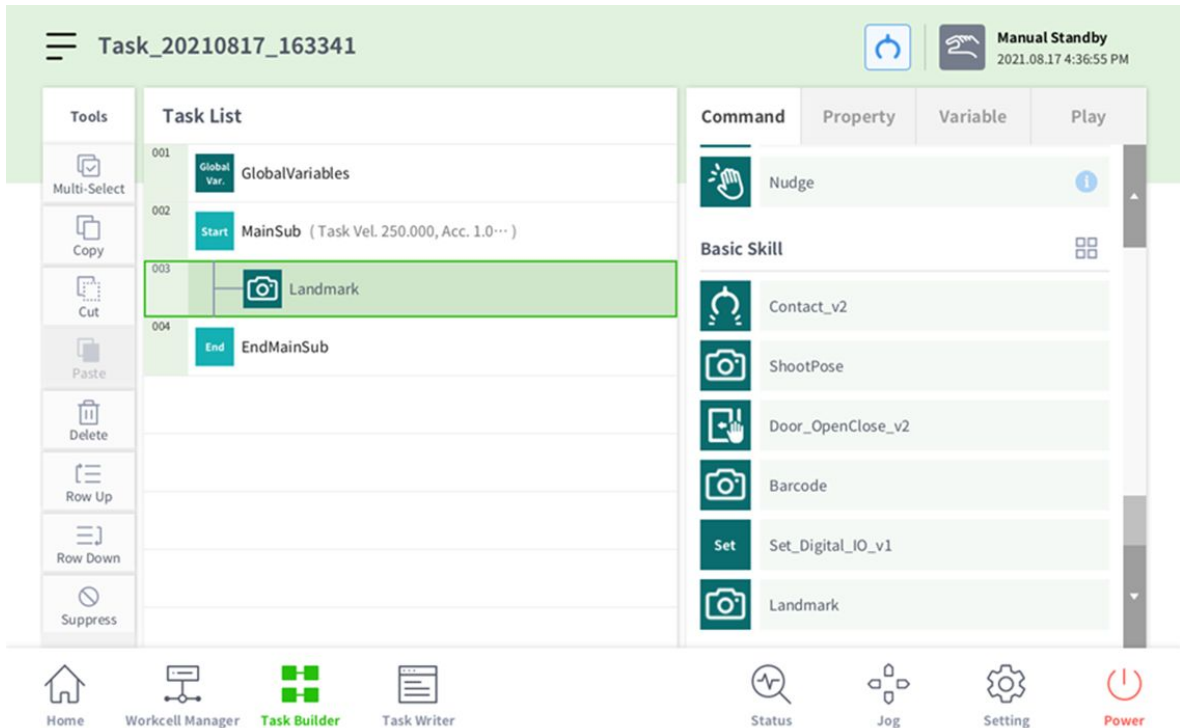 Task_20210817_163341
Manual Standby
2021.08.17 4:36:55 PM
Tools
Multi-Select
Copy
Cut
Paste
Delete
Row Up
Row Down
Suppress
Task List
001
Global
Var.
GlobalVariables
002
Start
MainSub ( Task Vel. 250.000, Acc. 1.0··· )
003
Landmark
004
End
EndMainSub
Command
Property
Variable
Play
Nudge
Basic Skill
Contact_v2
ShootPose
Door_OpenClose_v2
Barcode
Set
Set_Digital_IO_v1
Landmark
Home
Workcell Manager
Task Builder
Task Writer
Status
Jog
Setting
Power